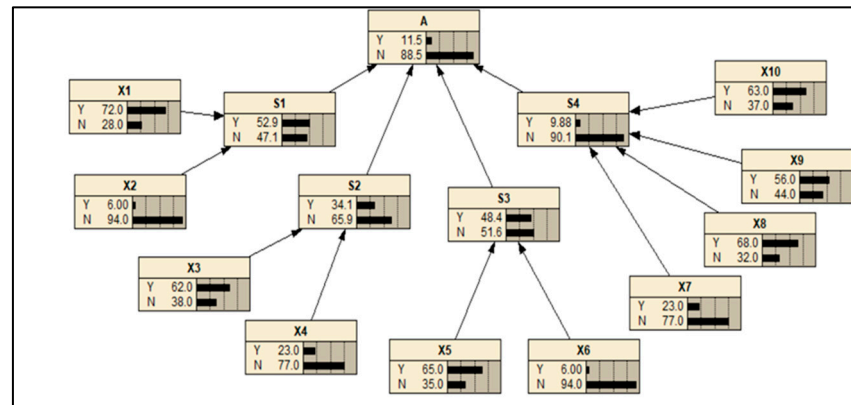 A
Y 11.5
N 88.5
X1
Y 72.0
N 28.0
S1
Y 52.9
N 47.1
S4
Y 9.88
N 90.1
X10
Y 63.0
N 37.0
X2
Y 6.00
N 94.0
S2
Y 34.1
N 65.9
S3
Y 48.4
N 51.6
X9
Y 56.0
N 44.0
X8
Y 68.0
N 32.0
X3
Y 62.0
N 38.0
X7
Y 23.0
N 77.0
X4
Y 23.0
N 77.0
X5
Y 65.0
N 35.0
X6
Y 6.00
N 94.0